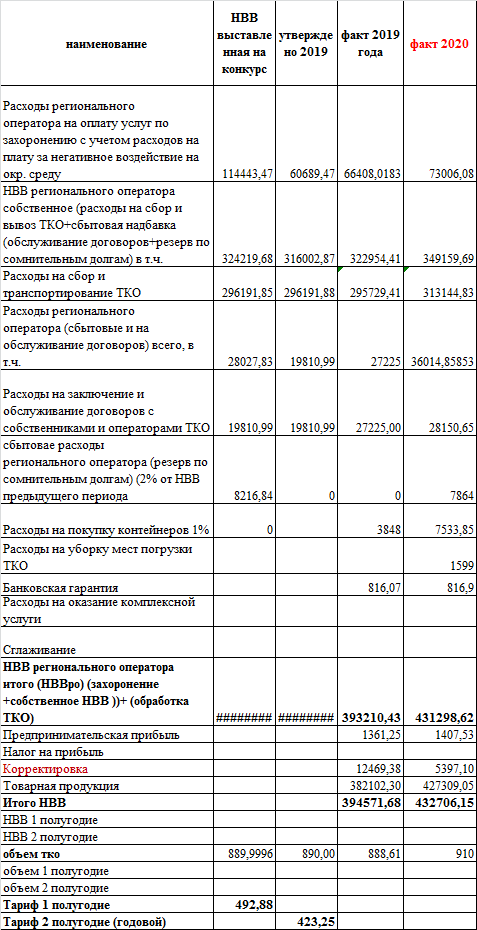 наименование НВВ выставле нная на конкурс утвержде но 2019 факт 2019 года факт 2020
Расходы регионального
оператора на оплату услуг по
захоронению с учетом расходов на
плату за негативное воздействие на
окр. среду 114443,47 60689,47 66408,0183 73006,08
НВВ регионального оператора
собственное (расходы на сбор и
вывоз ТКО+сбытовая надбавка
(обслуживание договоров+резерв по
сомнительным долгам) в т.ч. 324219,68 316002,87 322954,41 349159,69
Расходы на сбор и
транспортирование ТКО 296191,85 296191,88 295729,41 313144,83
Расходы регионального
оператора (сбытовые и на
обслуживание договоров) всего, в
т.ч. 28027,83 19810,99 27225 36014,85853
Расходы на заключение и
обслуживание договоров с
собственниками и операторами ТКО 19810,99 19810,99 27225,00 28150,65
сбытовае расходы
регионального оператора (резерв по
сомнительным долгам) (2% от НВВ
предыдущего периода 8216,84 0 0 7864
Расходы на покупку контейнеров 1% 0 3848 7533,85
Расходы на уборку мест погрузки
ТКО 1599
Банковская гарантия 816,07 816,9
Расходы на оказание комплексной
услуги
Сглаживание
НВВ регионального оператора
итого (НВВро) (захоронение
+собственное НВВ ))+ (обработка
ТКО) ######## ######## 393210,43 431298,62
Предпринимательская прибыль 1361,25 1407,53
Налог на прибыль
Корректировка 12469,38 5397,10
Товарная продукция 382102,30 427309,05
Итого НВВ 394571,68 432706,15
НВВ 1 полугодие
НВВ 2 полугодие
объем тко 889,9996 890,00 888,61 910
объем 1 полугодие
объем 2 полугодие
Тариф 1 полугодие 492,88
Тариф 2 полугодие (годовой) 423,25